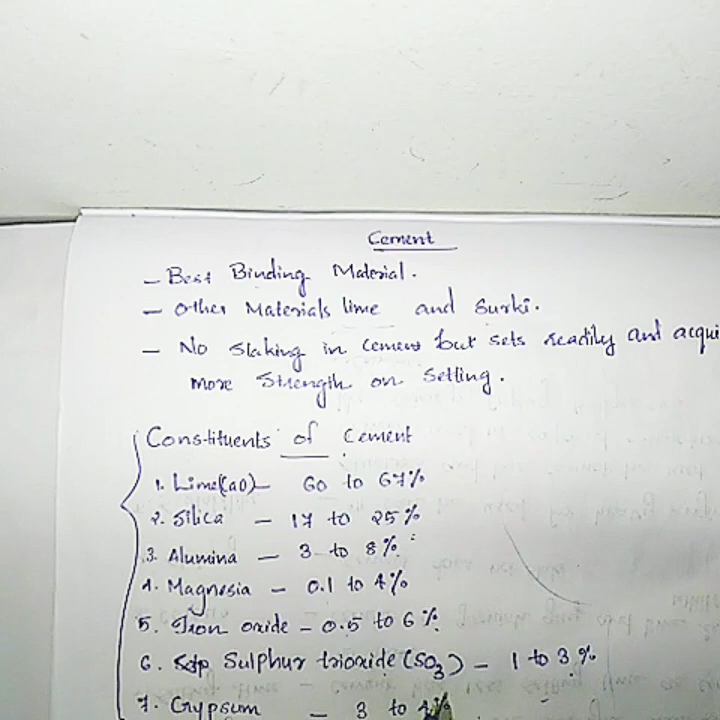 Cement
- Best Binding Material.
- Other Materials lime and Surki.
- No Slaking in cement but sets readily and acqui
more Strength on Setting.
Constituents of Cement
1. Lime(CaO) - 60 to 67%
2. Silica - 17 to 25%
3. Alumina - 3 to 8%
4. Magnesia - 0.1 to 4%
5. Iron oxide - 0.5 to 6%
6. Sulphur trioxide (SO3) - 1 to 3%
7. Gypsum - 3 to 4%